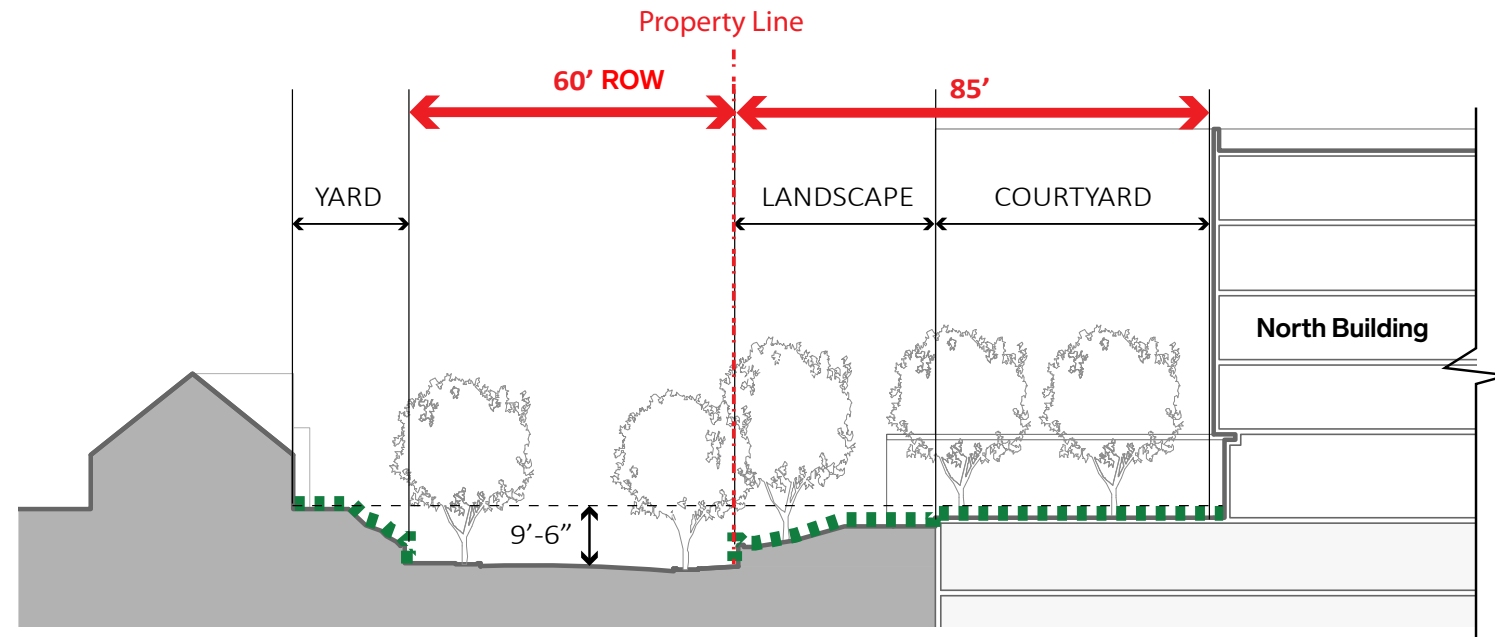 Property Line
60’ ROW
85’
YARD
LANDSCAPE
COURTYARD
North Building
9’-6”